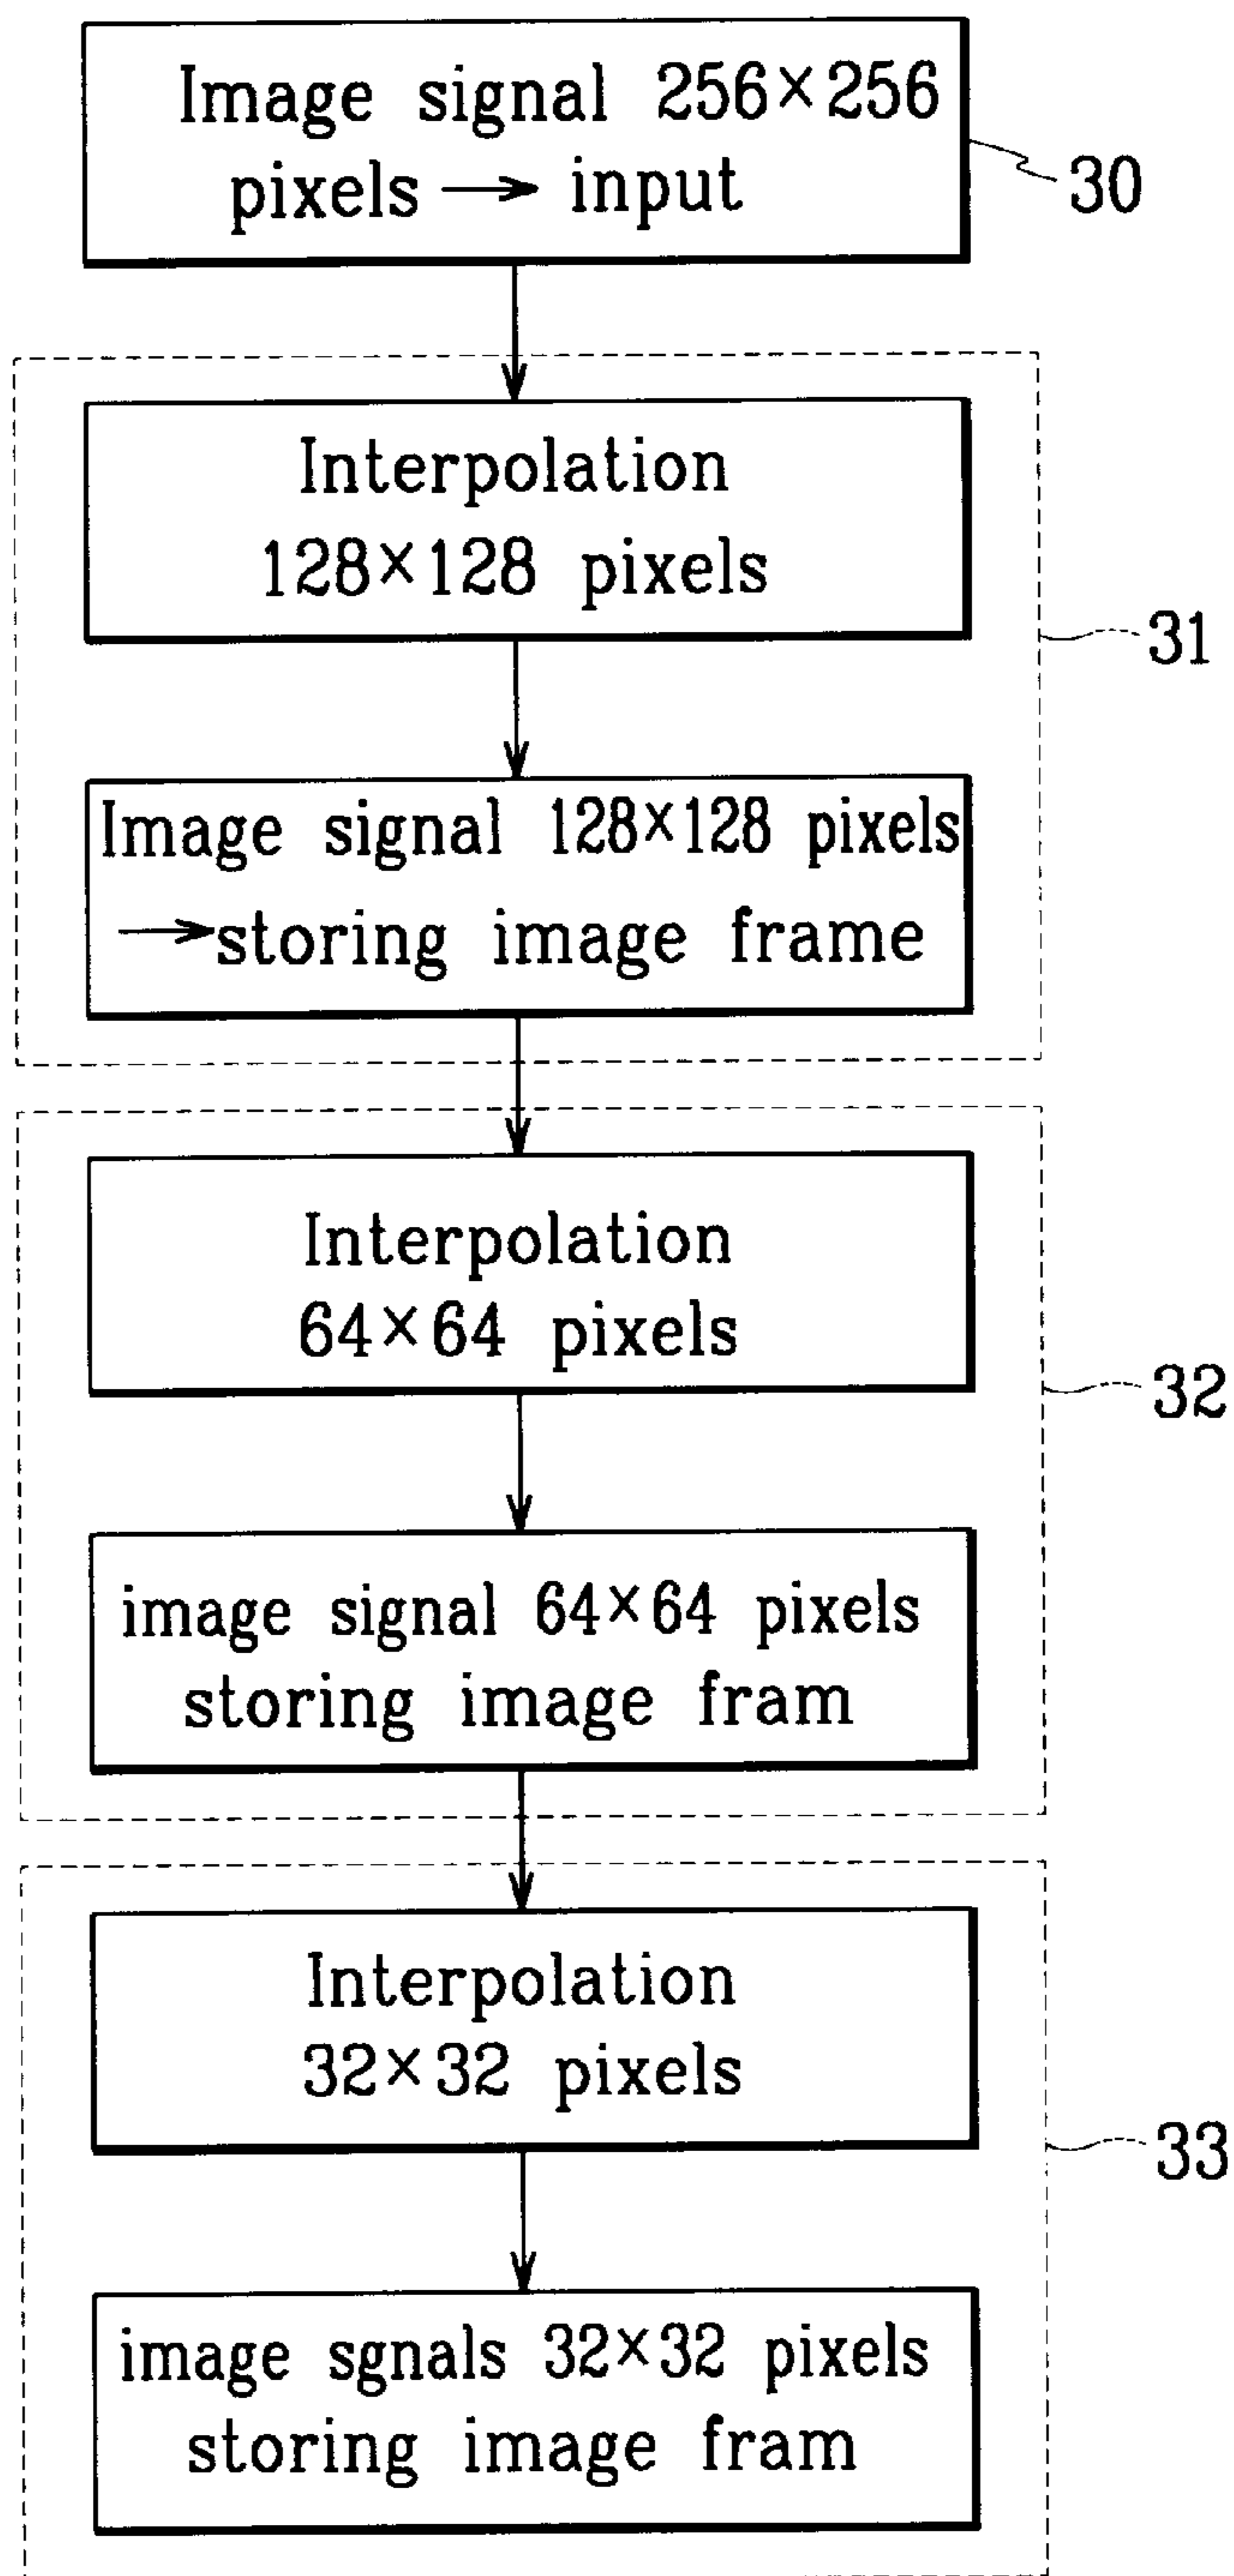 Image signal 256×256
pixels → input
30
Interpolation
128×128 pixels
31
Image signal 128×128 pixels
→storing image frame
Interpolation
64×64 pixels
32
image signal 64×64 pixels
storing image fram
Interpolation
32×32 pixels
33
image sgnals 32×32 pixels
storing image fram